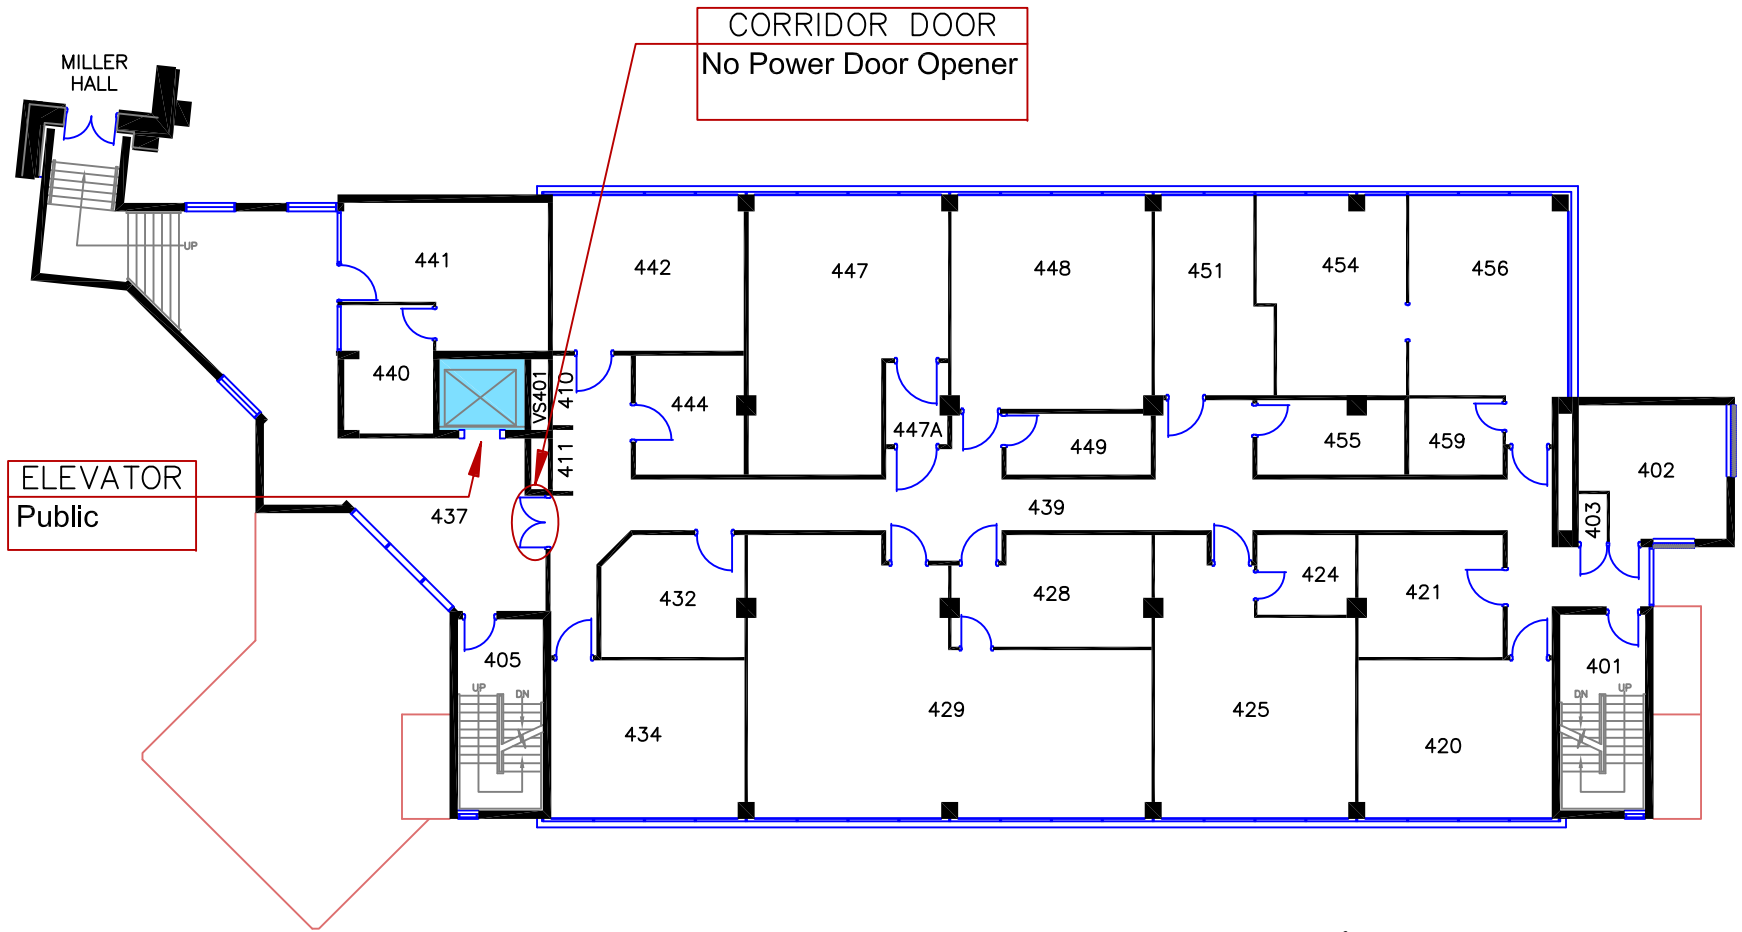 CORRIDOR DOOR
No Power Door Opener
MILLER
HALL
UP
441
442
447
448
451
454
456
440
VS401
410
444
447A
449
455
459
402
411
ELEVATOR
Public
437
439
403
432
428
424
421
405
401
UP
DN
DN
UP
434
429
425
420